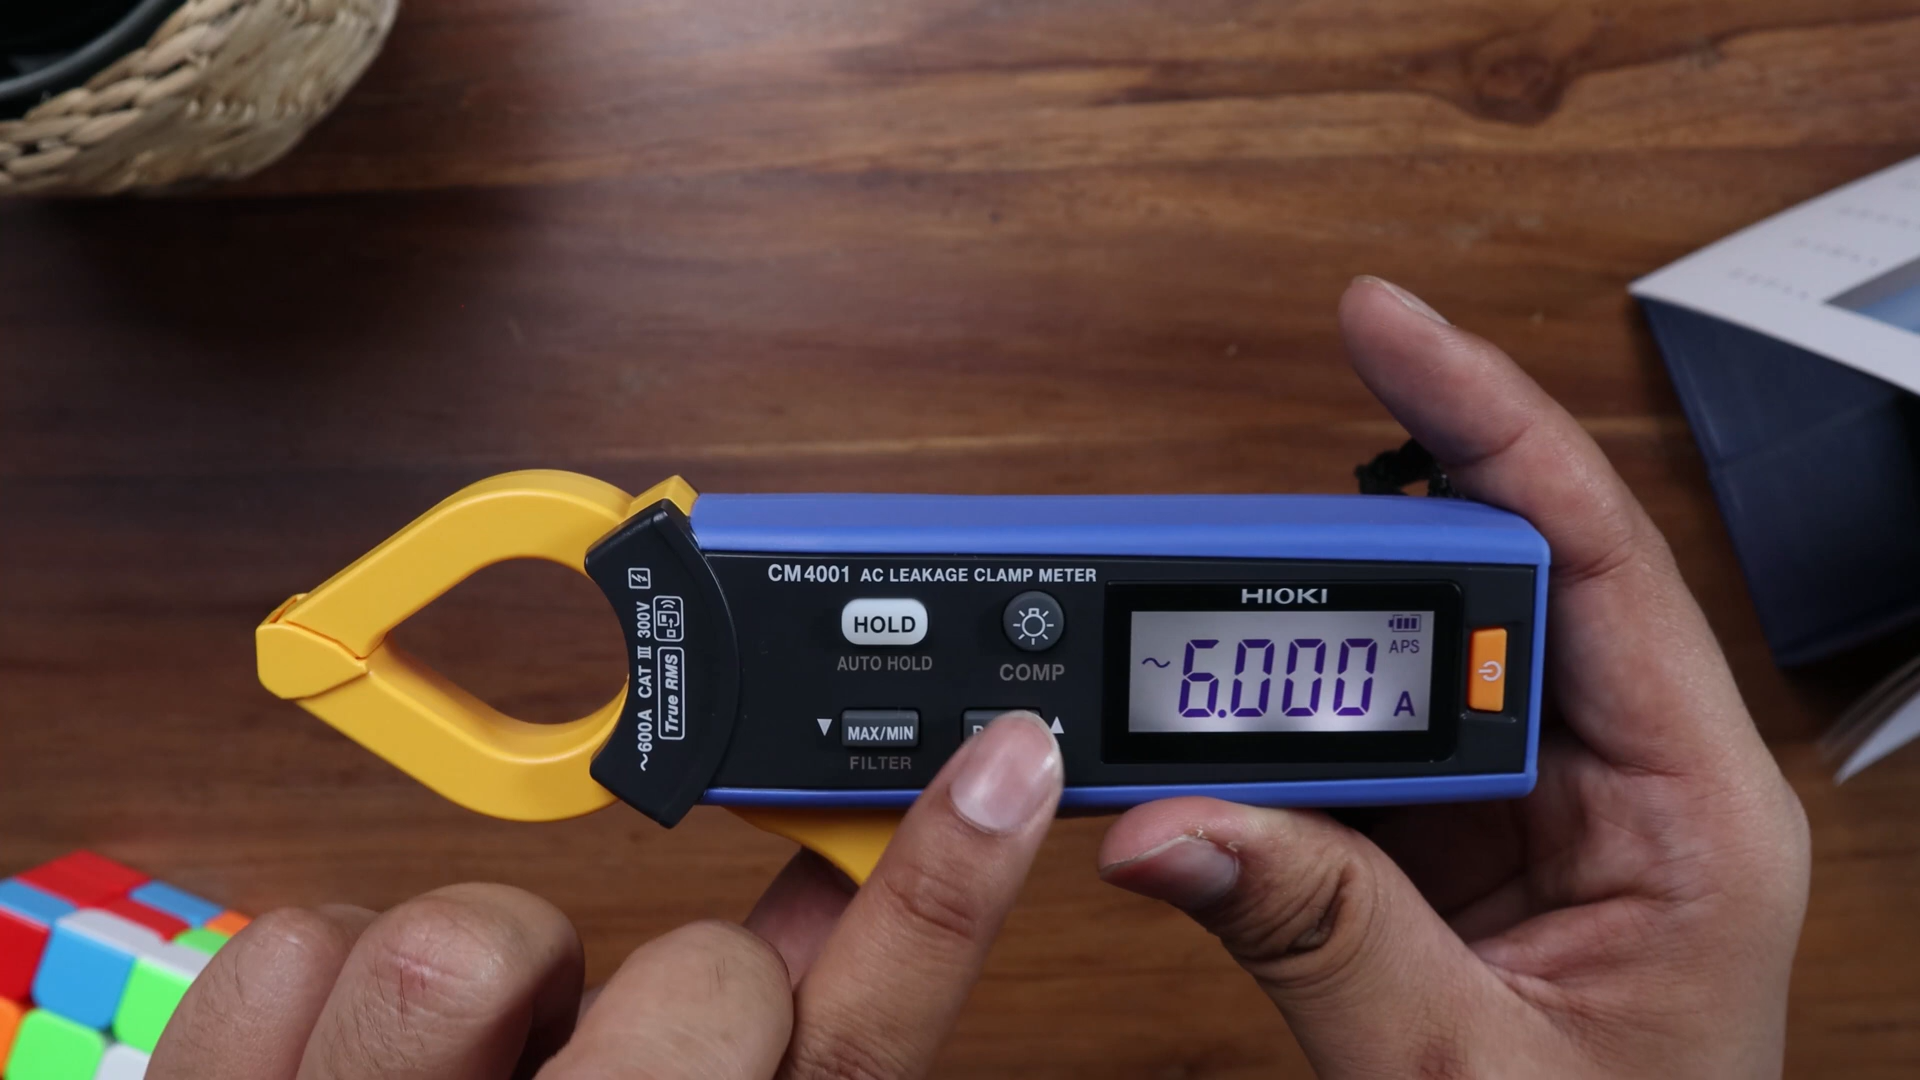 CM4001 AC LEAKAGE CLAMP METER
HIOKI
HOLD
AUTO HOLD
COMP
MAX/MIN
FILTER
~600A CAT III 300V
True RMS
APS
~6.000 A